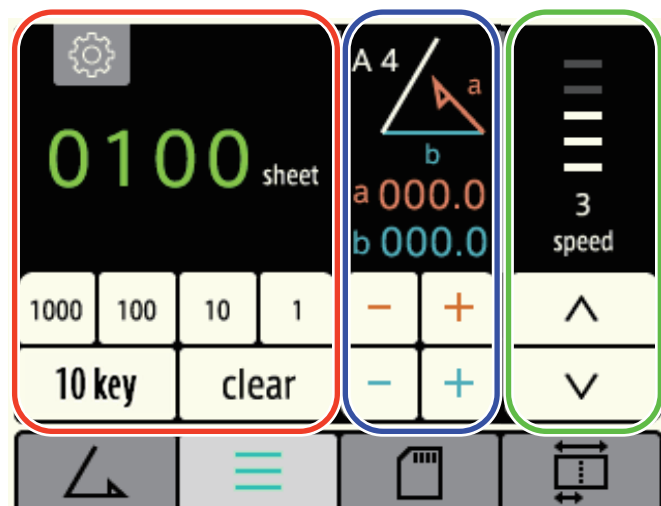 0100 sheet
1000 100 10 1
10 key clear
A 4
a
b
a 000.0
b 000.0
− +
− +
3
speed